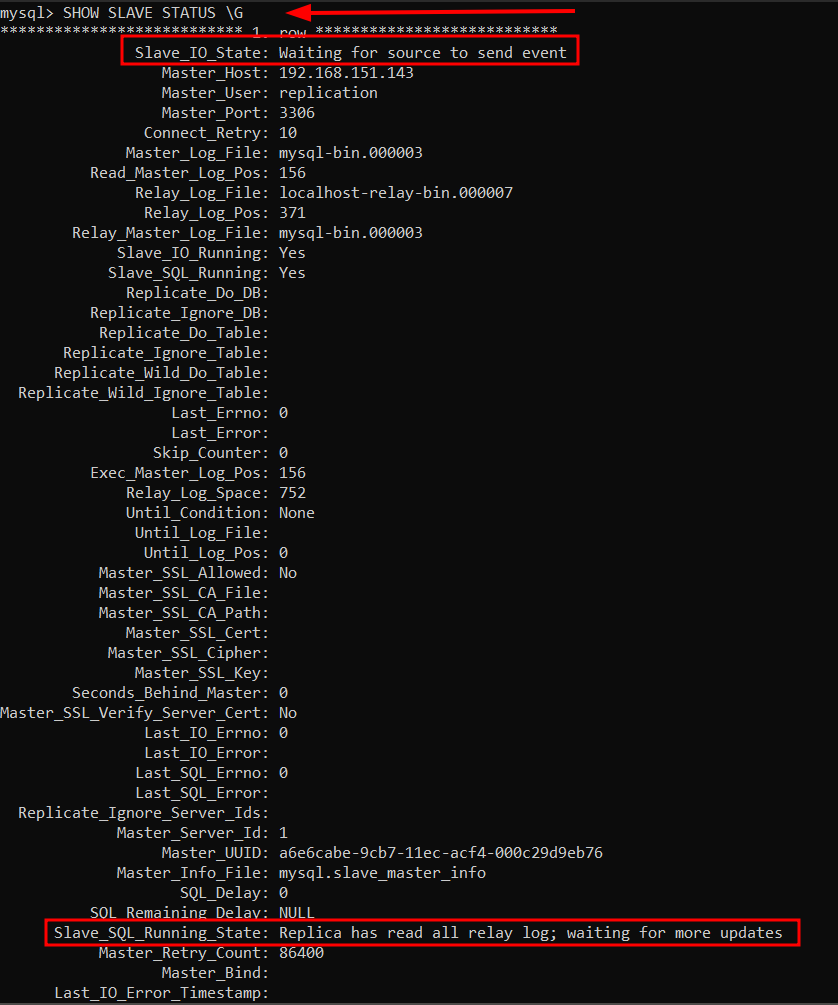 mysql> SHOW SLAVE STATUS \G
*************************** 1. row ***************************
Slave_IO_State: Waiting for source to send event
Master_Host: 192.168.151.143
Master_User: replication
Master_Port: 3306
Connect_Retry: 10
Master_Log_File: mysql-bin.000003
Read_Master_Log_Pos: 156
Relay_Log_File: localhost-relay-bin.000007
Relay_Log_Pos: 371
Relay_Master_Log_File: mysql-bin.000003
Slave_IO_Running: Yes
Slave_SQL_Running: Yes
Replicate_Do_DB:
Replicate_Ignore_DB:
Replicate_Do_Table:
Replicate_Ignore_Table:
Replicate_Wild_Do_Table:
Replicate_Wild_Ignore_Table:
Last_Errno: 0
Last_Error:
Skip_Counter: 0
Exec_Master_Log_Pos: 156
Relay_Log_Space: 752
Until_Condition: None
Until_Log_File:
Until_Log_Pos: 0
Master_SSL_Allowed: No
Master_SSL_CA_File:
Master_SSL_CA_Path:
Master_SSL_Cert:
Master_SSL_Cipher:
Master_SSL_Key:
Seconds_Behind_Master: 0
Master_SSL_Verify_Server_Cert: No
Last_IO_Errno: 0
Last_IO_Error:
Last_SQL_Errno: 0
Last_SQL_Error:
Replicate_Ignore_Server_Ids:
Master_Server_Id: 1
Master_UUID: a6e6cabe-9cb7-11ec-acf4-000c29d9eb76
Master_Info_File: mysql.slave_master_info
SQL_Delay: 0
SQL_Remaining_Delay: NULL
Slave_SQL_Running_State: Replica has read all relay log; waiting for more updates
Master_Retry_Count: 86400
Master_Bind:
Last_IO_Error_Timestamp: